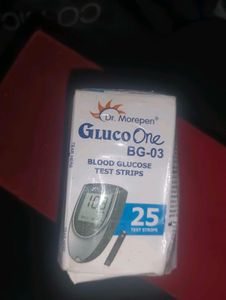 Dr. Morepen®
GLUCO One
BG-03
BLOOD GLUCOSE
TEST STRIPS
25
TEST STRIPS